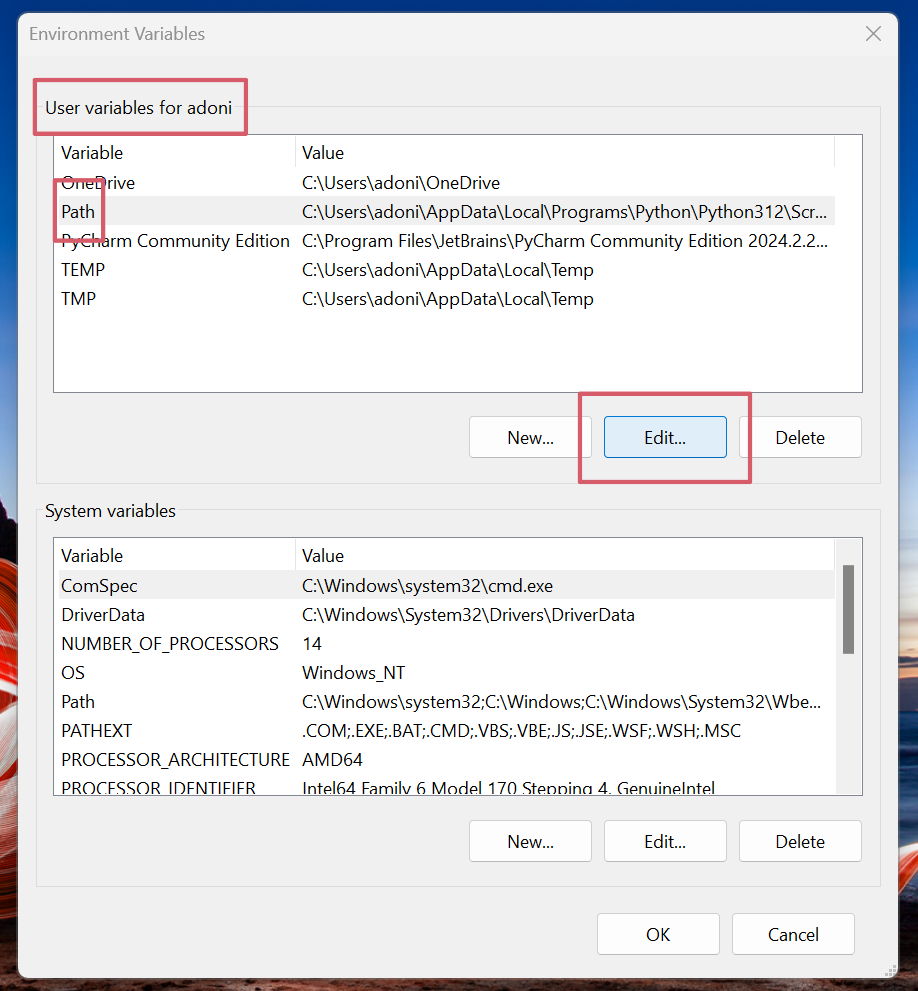 Environment Variables
User variables for adoni
Variable Value
OneDrive C:\Users\adoni\OneDrive
Path C:\Users\adoni\AppData\Local\Programs\Python\Python312\Scr...
PyCharm Community Edition C:\Program Files\JetBrains\PyCharm Community Edition 2024.2.2...
TEMP C:\Users\adoni\AppData\Local\Temp
TMP C:\Users\adoni\AppData\Local\Temp
New... Edit... Delete
System variables
Variable Value
ComSpec C:\Windows\system32\cmd.exe
DriverData C:\Windows\System32\Drivers\DriverData
NUMBER_OF_PROCESSORS 14
OS Windows_NT
Path C:\Windows\system32;C:\Windows;C:\Windows\System32\Wbe...
PATHEXT .COM;.EXE;.BAT;.CMD;.VBS;.VBE;.JS;.JSE;.WSF;.WSH;.MSC
PROCESSOR_ARCHITECTURE AMD64
PROCESSOR_IDENTIFIER Intel64 Family 6 Model 170 Stepping 4, GenuineIntel
New... Edit... Delete
OK Cancel